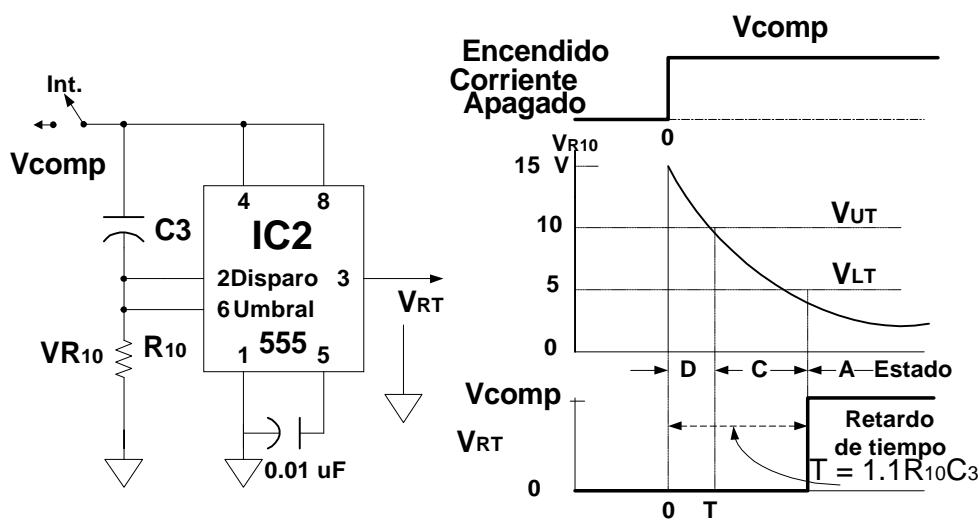 Int.
Vcomp
C3
4 8
IC2
2Disparo 3
6Umbral
555
1 5
VR10
R10
VRT
0.01 uF
Vcomp
Encendido
Corriente
Apagado
0
VR10
15 V
10
5
0
VUT
VLT
D C A Estado
Vcomp
VRT
0
Retardo
de tiempo
T = 1.1R10C3
0 T